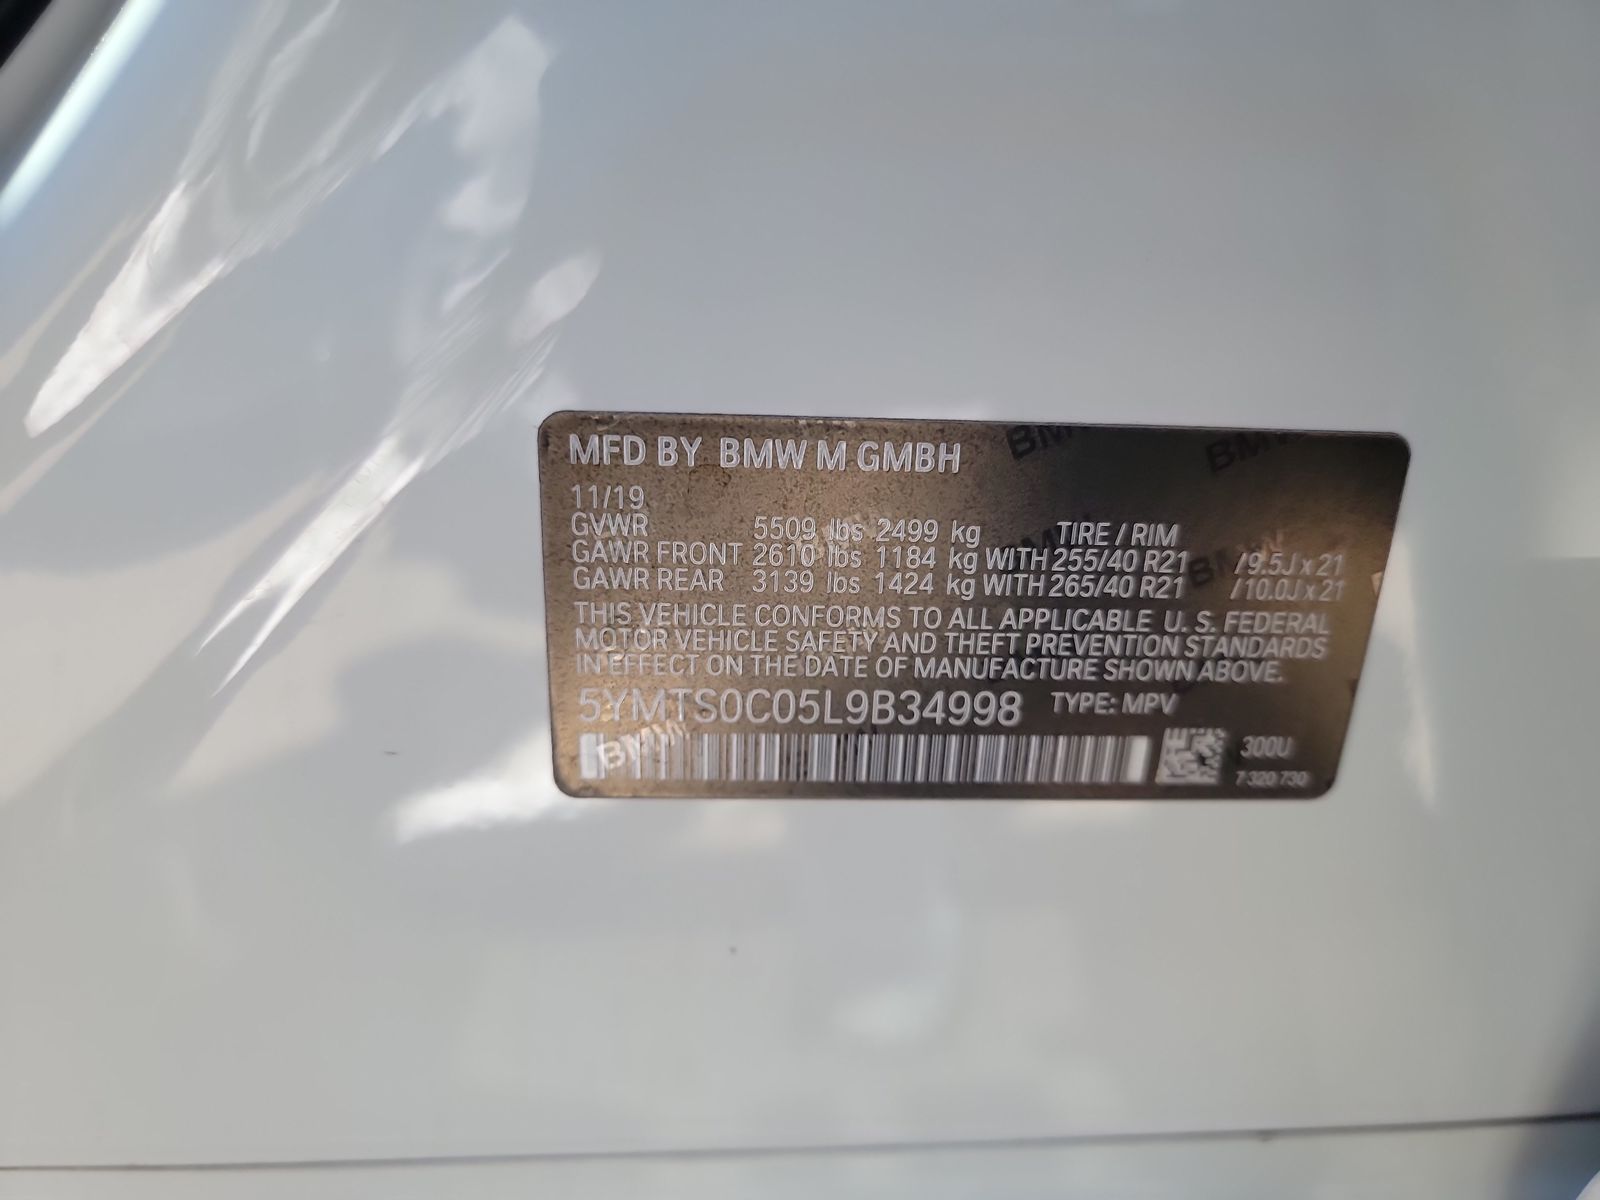 MFD BY BMW M GMBH
11/19
GVWR 5509 lbs 2499 kg TIRE / RIM
GAWR FRONT 2610 lbs 1184 kg WITH 255/40 R21 /9.5J x 21
GAWR REAR 3139 lbs 1424 kg WITH 265/40 R21 /10.0J x 21
THIS VEHICLE CONFORMS TO ALL APPLICABLE U. S. FEDERAL
MOTOR VEHICLE SAFETY AND THEFT PREVENTION STANDARDS
IN EFFECT ON THE DATE OF MANUFACTURE SHOWN ABOVE.
5YMTS0C05L9B34998 TYPE: MPV
BMW
300U
7 320 730